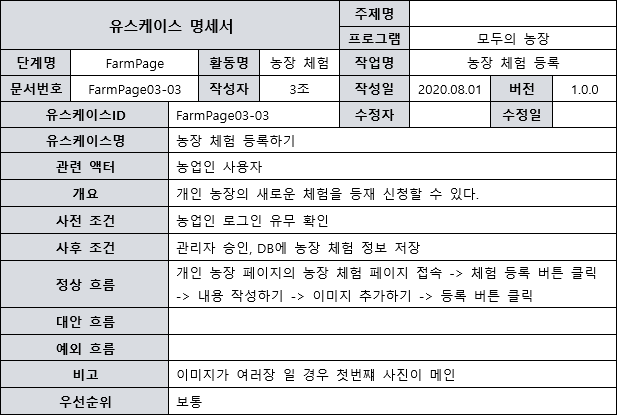 유스케이스 명세서
주제명
프로그램 모두의 농장
단계명 FarmPage 활동명 농장 체험 작업명 농장 체험 등록
문서번호 FarmPage03-03 작성자 3조 작성일 2020.08.01 버전 1.0.0
유스케이스ID FarmPage03-03 수정자 수정일
유스케이스명 농장 체험 등록하기
관련 액터 농업인 사용자
개요 개인 농장의 새로운 체험을 등재 신청할 수 있다.
사전 조건 농업인 로그인 유무 확인
사후 조건 관리자 승인, DB에 농장 체험 정보 저장
정상 흐름 개인 농장 페이지의 농장 체험 페이지 접속 -> 체험 등록 버튼 클릭
-> 내용 작성하기 -> 이미지 추가하기 -> 등록 버튼 클릭
대안 흐름
예외 흐름
비고 이미지가 여러장 일 경우 첫번쨰 사진이 메인
우선순위 보통